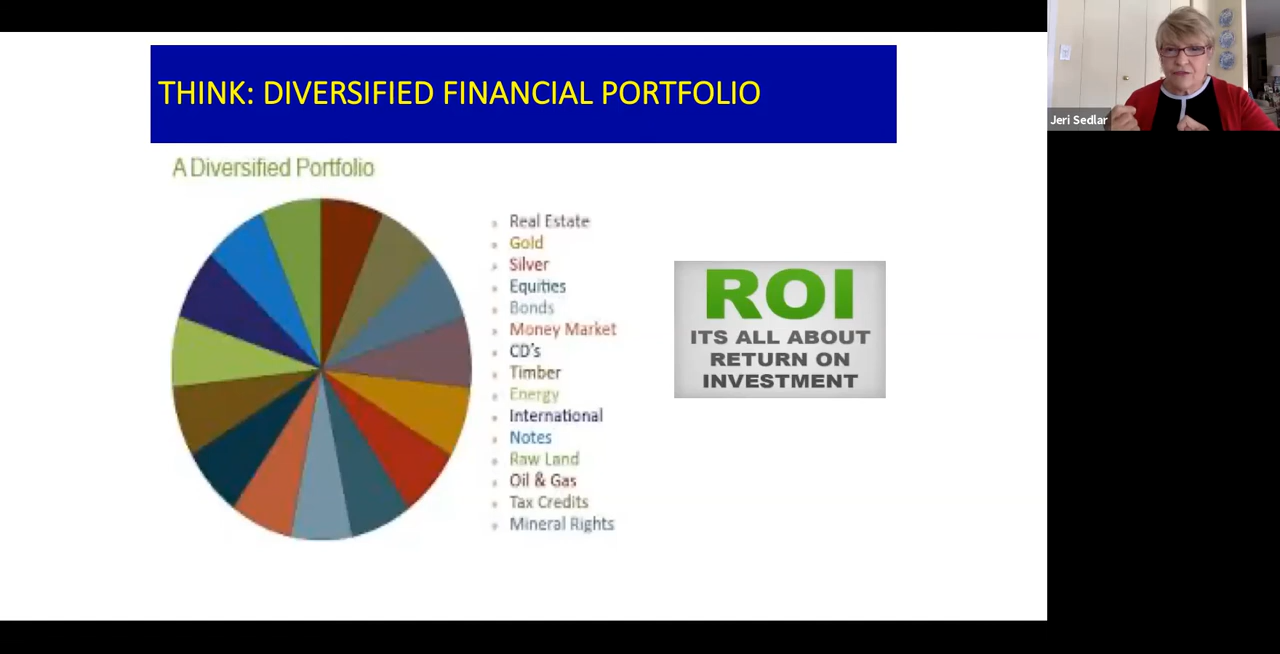 THINK: DIVERSIFIED FINANCIAL PORTFOLIO
A Diversified Portfolio
Real Estate
Gold
Silver
Equities
Bonds
Money Market
CD's
Timber
Energy
International
Notes
Raw Land
Oil & Gas
Tax Credits
Mineral Rights
ROI
ITS ALL ABOUT
RETURN ON
INVESTMENT
Jeri Sedlar